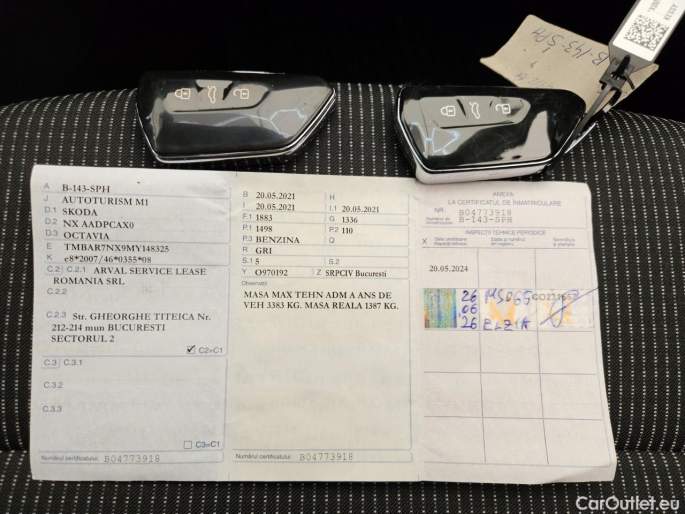 B-143-SPH
A B-143-SPH
J AUTOTURISM M1
D.1 SKODA
D.2 NX AADPCAX0
D.3 OCTAVIA
E TMBAR7NX9MY148325
K e8*2007/46*0355*08
C.2 C.2.1 ARVAL SERVICE LEASE
ROMANIA SRL
C.2.2
C.2.3 Str. GHEORGHE TITEICA Nr.
212-214 mun BUCURESTI
SECTORUL 2
C2=C1
C.3 C.3.1
C.3.2
C.3.3
C3=C1
Numărul certificatului: B04773918
B 20.05.2021 H
I 20.05.2021 I.1 20.05.2021
F.1 1883 G 1336
P.1 1498 P.2 110
P.3 BENZINA Q
R GRI
S.1 5 S.2
Y O970192 Z SRPCIV Bucuresti
Observații
MASA MAX TEHN ADM A ANS DE
VEH 3383 KG. MASA REALA 1387 KG.
Numărul certificatului: B04773918
ANEXA
LA CERTIFICATUL DE ÎNMATRICULARE
NR. B04773918
B-143-SPH
INSPECȚII TEHNICE PERIODICE
X
20.05.2024
26
.06
26
CarOutlet.eu